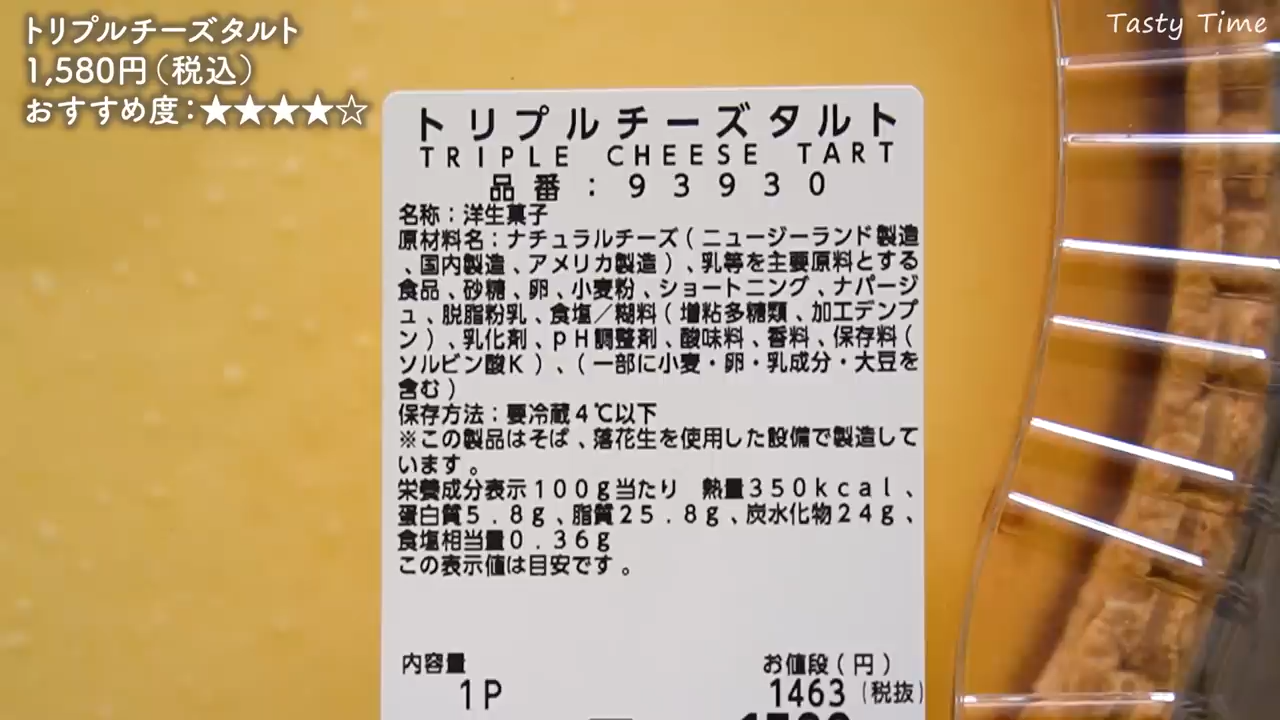 トリプルチーズタルト
1,580円（税込）
おすすめ度：★★★★☆
Tasty Time
トリプルチーズタルト
TRIPLE CHEESE TART
品番：93930
名称：洋生菓子
原材料名：ナチュラルチーズ（ニュージーランド製造
、国内製造、アメリカ製造）、乳等を主要原料とする
食品、砂糖、卵、小麦粉、ショートニング、ナパージ
ュ、脱脂粉乳、食塩／糊料（増粘多糖類、加工デンプ
ン）、乳化剤、ｐＨ調整剤、酸味料、香料、保存料（
ソルビン酸Ｋ）、（一部に小麦・卵・乳成分・大豆を
含む）
保存方法：要冷蔵４℃以下
※この製品はそば、落花生を使用した設備で製造して
います。
栄養成分表示１００ｇ当たり　熱量３５０ｋｃａｌ、
蛋白質５．８ｇ、脂質２５．８ｇ、炭水化物２４ｇ、
食塩相当量０．３６ｇ
この表示値は目安です。
内容量
1P
お値段（円）
1463（税抜）